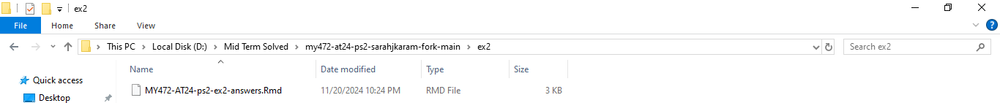 ex2
File Home Share View
This PC Local Disk (D:) Mid Term Solved my472-at24-ps2-sarahjkaram-fork-main ex2 Search ex2
Quick access
Desktop
Name Date modified Type Size
MY472-AT24-ps2-ex2-answers.Rmd 11/20/2024 10:24 PM RMD File 3 KB